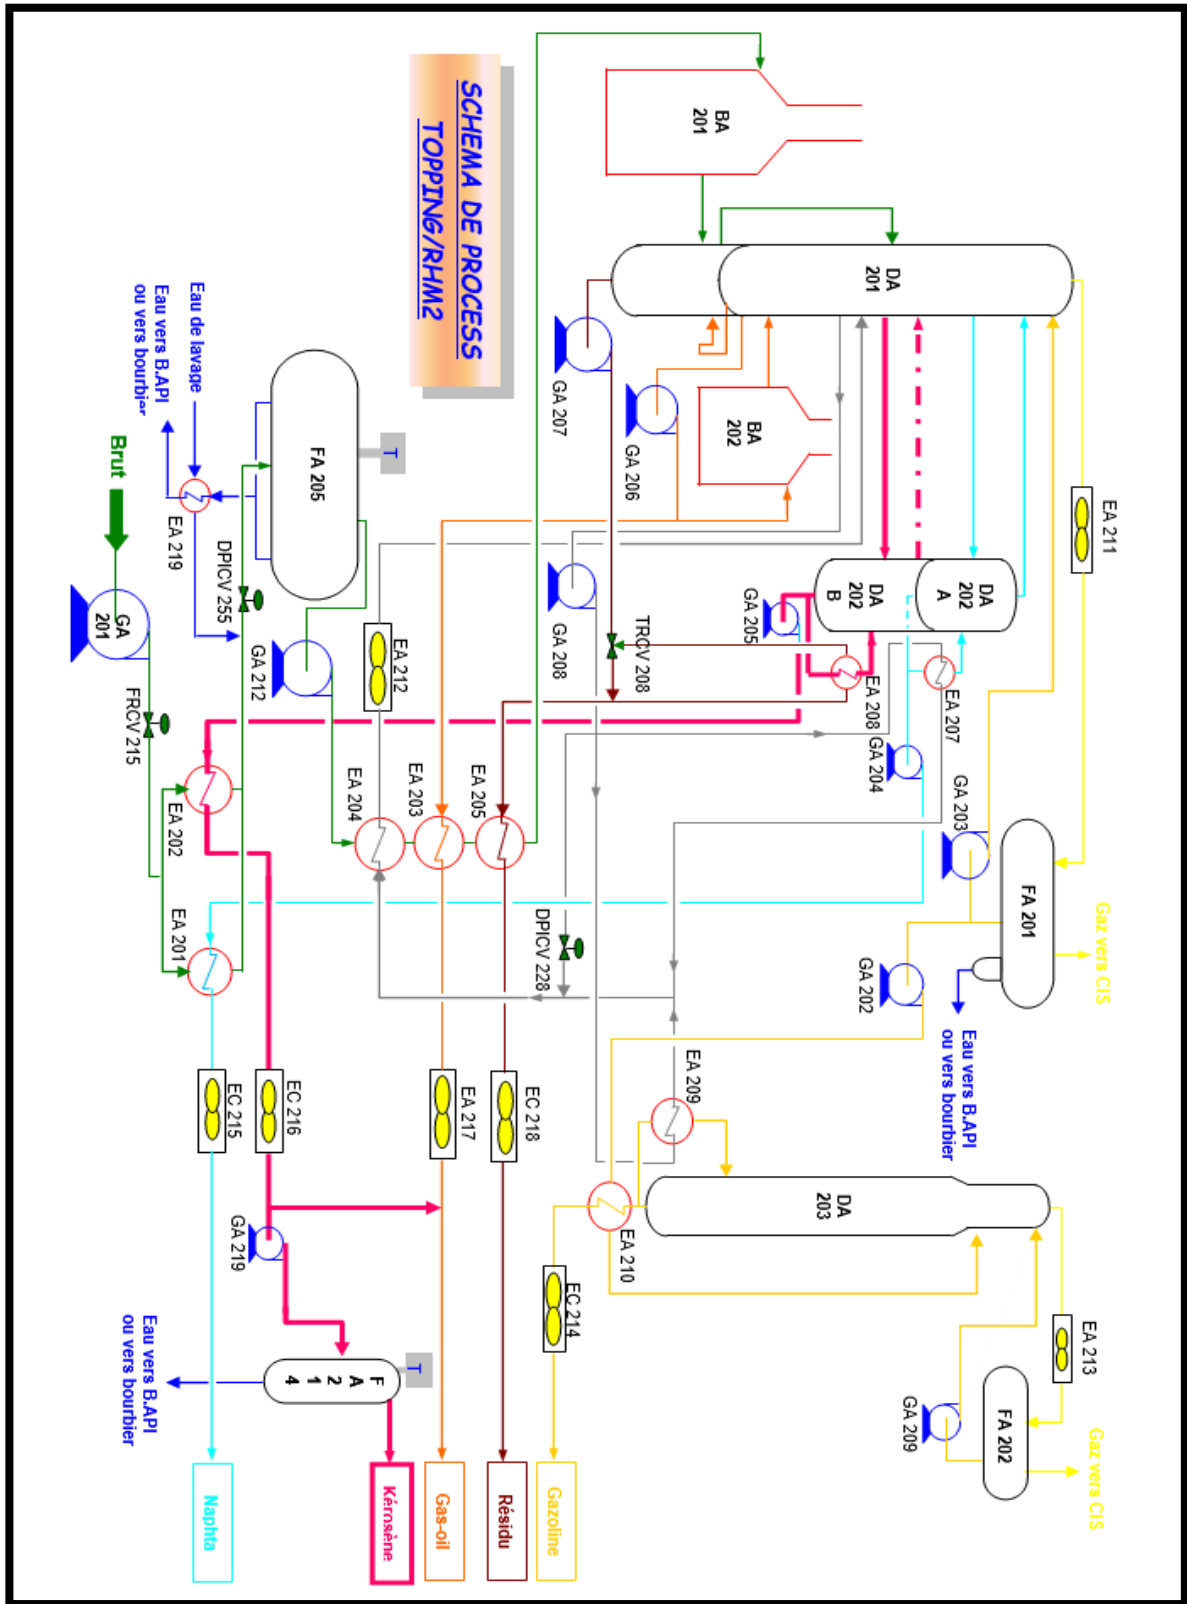 SCHEMA DE PROCESS
TOPPING/RHM2
BA
201
DA
201
EA 211
GA 207
GA 206
BA
202
DA
202
B
DA
202
A
GA 205
GA 208
TRCV 208
EA 208
EA 207
GA 204
GA 203
FA 201
Gaz vers CIS
GA 202
Eau vers B.API
ou vers bourbier
Eau de lavage
Eau vers B.API
ou vers bourbier
FA 205
T
EA 219
Brut
GA
201
DPICV 255
FRCV 215
GA 212
EA 212
EA 204
EA 203
EA 205
EA 202
EA 201
DPICV 228
EA 209
DA
203
EA 210
EC 214
EA 213
FA 202
GA 209
Gaz vers CIS
EC 215
EC 216
EA 217
EC 218
GA 219
F
A
2
1
4
T
Eau vers B.API
ou vers bourbier
Gazoline
Résidu
Gas-oil
Kérosène
Naphta